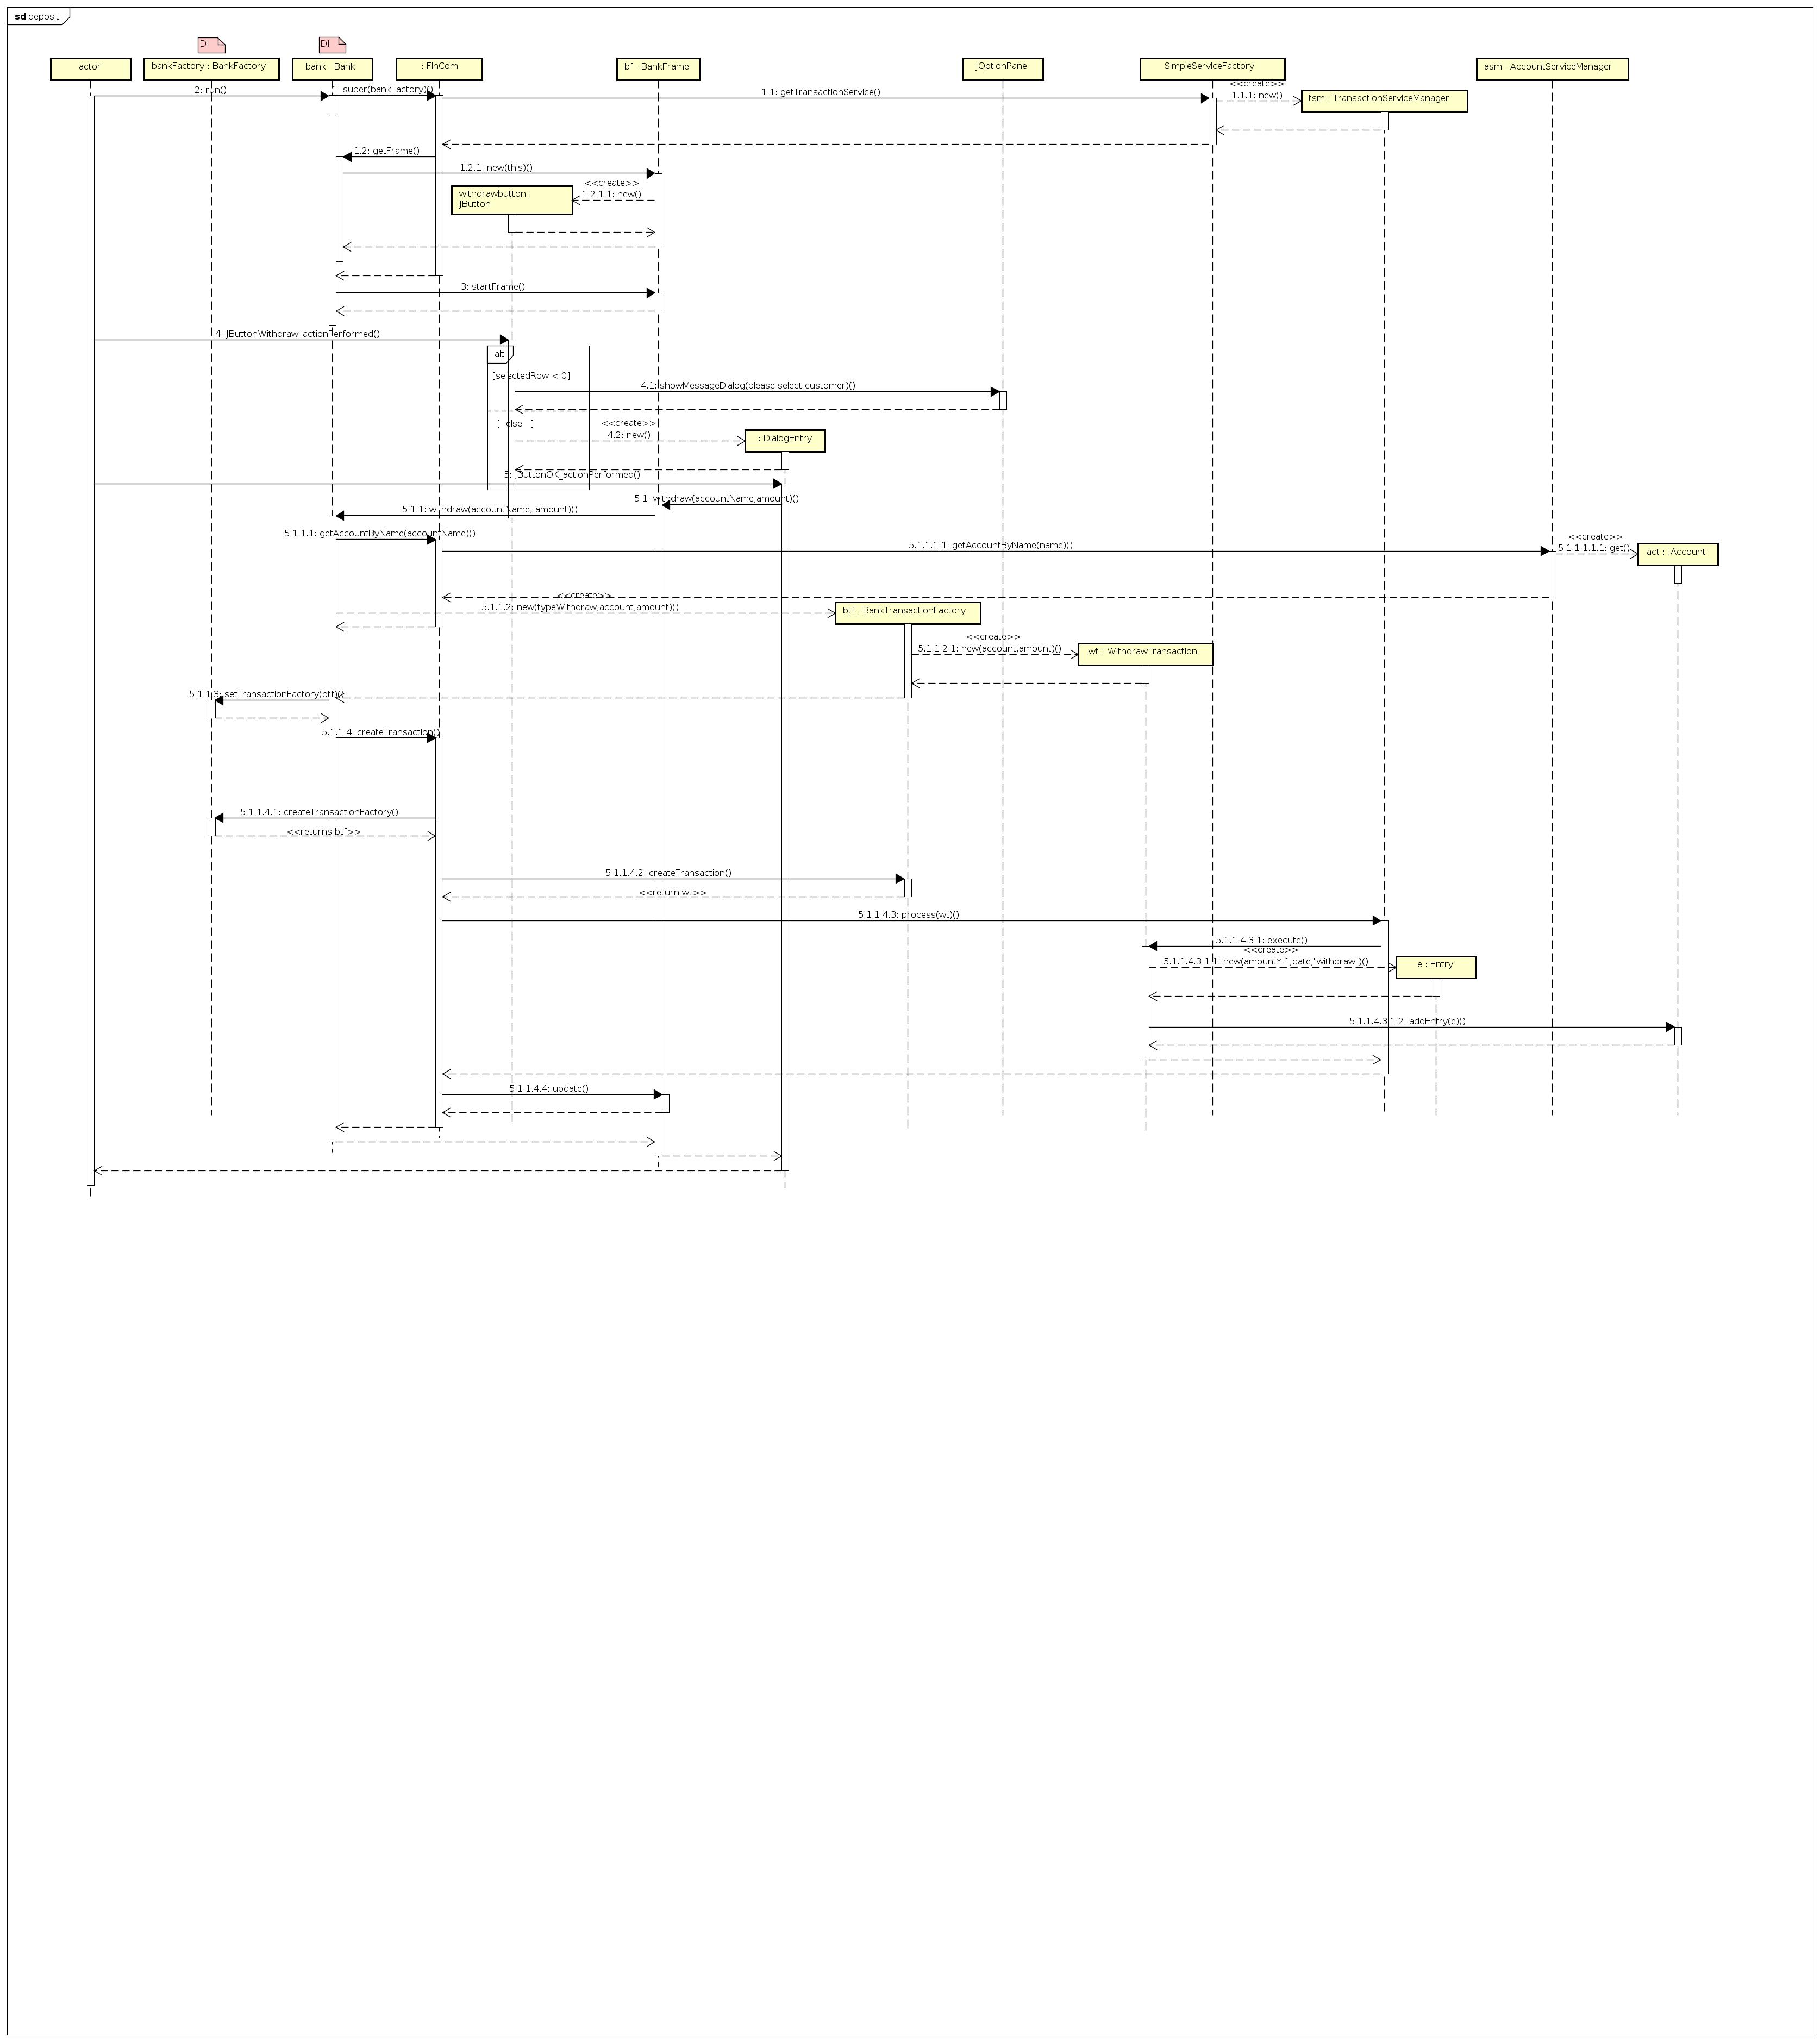 sd deposit
DI
DI
actor
bankFactory : BankFactory
bank : Bank
: FinCom
bf : BankFrame
JOptionPane
SimpleServiceFactory
asm : AccountServiceManager
<<create>>
2: run()
1: super(bankFactory)()
1.1: getTransactionService()
1.1.1: new()
tsm : TransactionServiceManager
1.2: getFrame()
1.2.1: new(this)()
<<create>>
withdrawbutton :
JButton
1.2.1.1: new()
3: startFrame()
4: JButtonWithdraw_actionPerformed()
alt
[selectedRow < 0]
4.1: showMessageDialog(please select customer)()
[ else ]
<<create>>
4.2: new()
: DialogEntry
5: JButtonOK_actionPerformed()
5.1: withdraw(accountName,amount)()
5.1.1: withdraw(accountName, amount)()
5.1.1.1: getAccountByName(accountName)()
<<create>>
5.1.1.1.1: getAccountByName(name)()
5.1.1.1.1.1: get()
act : IAccount
<<create>>
5.1.1.2: new(typeWithdraw,account,amount)()
btf : BankTransactionFactory
<<create>>
5.1.1.2.1: new(account,amount)()
wt : WithdrawTransaction
5.1.1.3: setTransactionFactory(btf)()
5.1.1.4: createTransaction()
5.1.1.4.1: createTransactionFactory()
<<returns btf>>
5.1.1.4.2: createTransaction()
<<return wt>>
5.1.1.4.3: process(wt)()
5.1.1.4.3.1: execute()
<<create>>
5.1.1.4.3.1.1: new(amount*-1,date,"withdraw")()
e : Entry
5.1.1.4.3.1.2: addEntry(e)()
5.1.1.4.4: update()